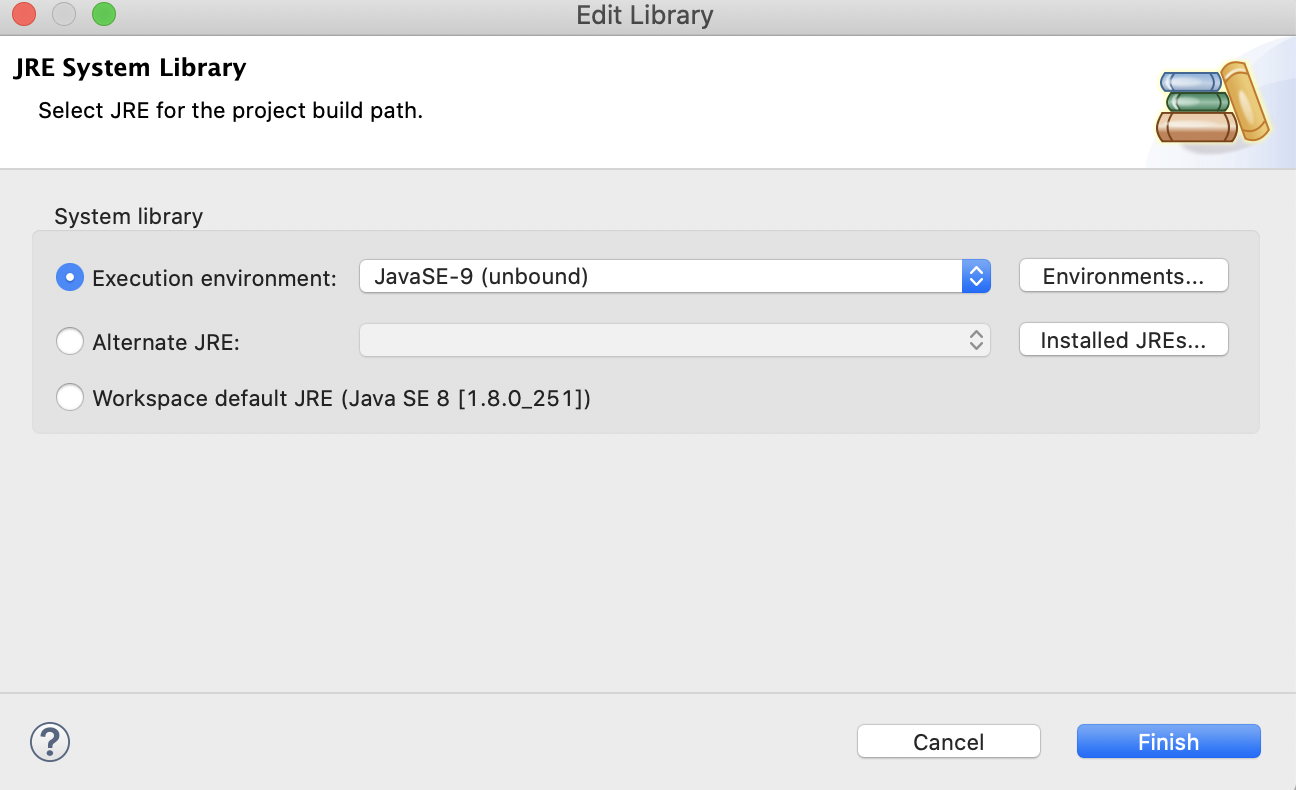 Edit Library
JRE System Library
Select JRE for the project build path.
System library
Execution environment: JavaSE-9 (unbound) Environments...
Alternate JRE: Installed JREs...
Workspace default JRE (Java SE 8 [1.8.0_251])
? Cancel Finish